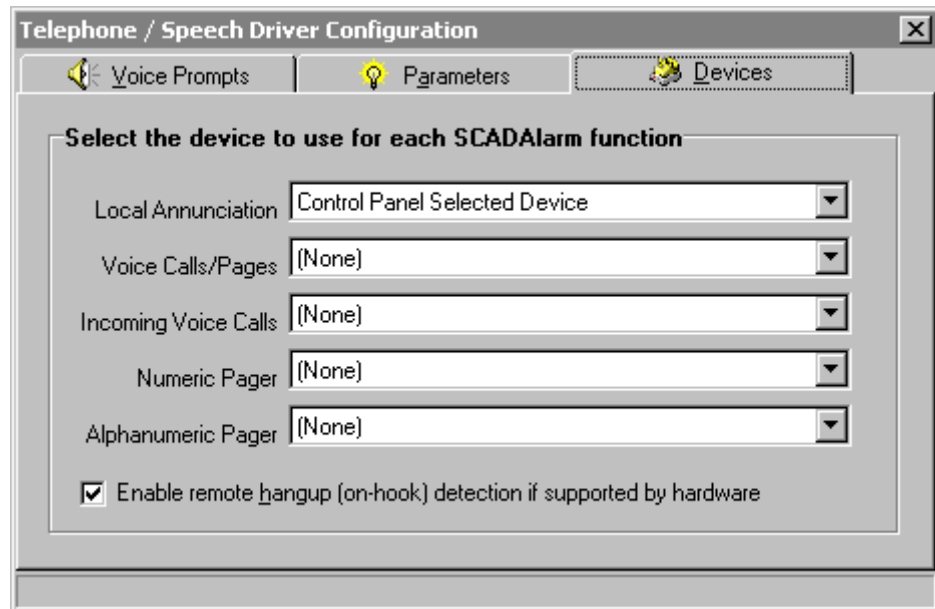 Telephone / Speech Driver Configuration
Voice Prompts Parameters Devices
Select the device to use for each SCADAlarm function
Local Annunciation Control Panel Selected Device
Voice Calls/Pages (None)
Incoming Voice Calls (None)
Numeric Pager (None)
Alphanumeric Pager (None)
Enable remote hangup (on-hook) detection if supported by hardware